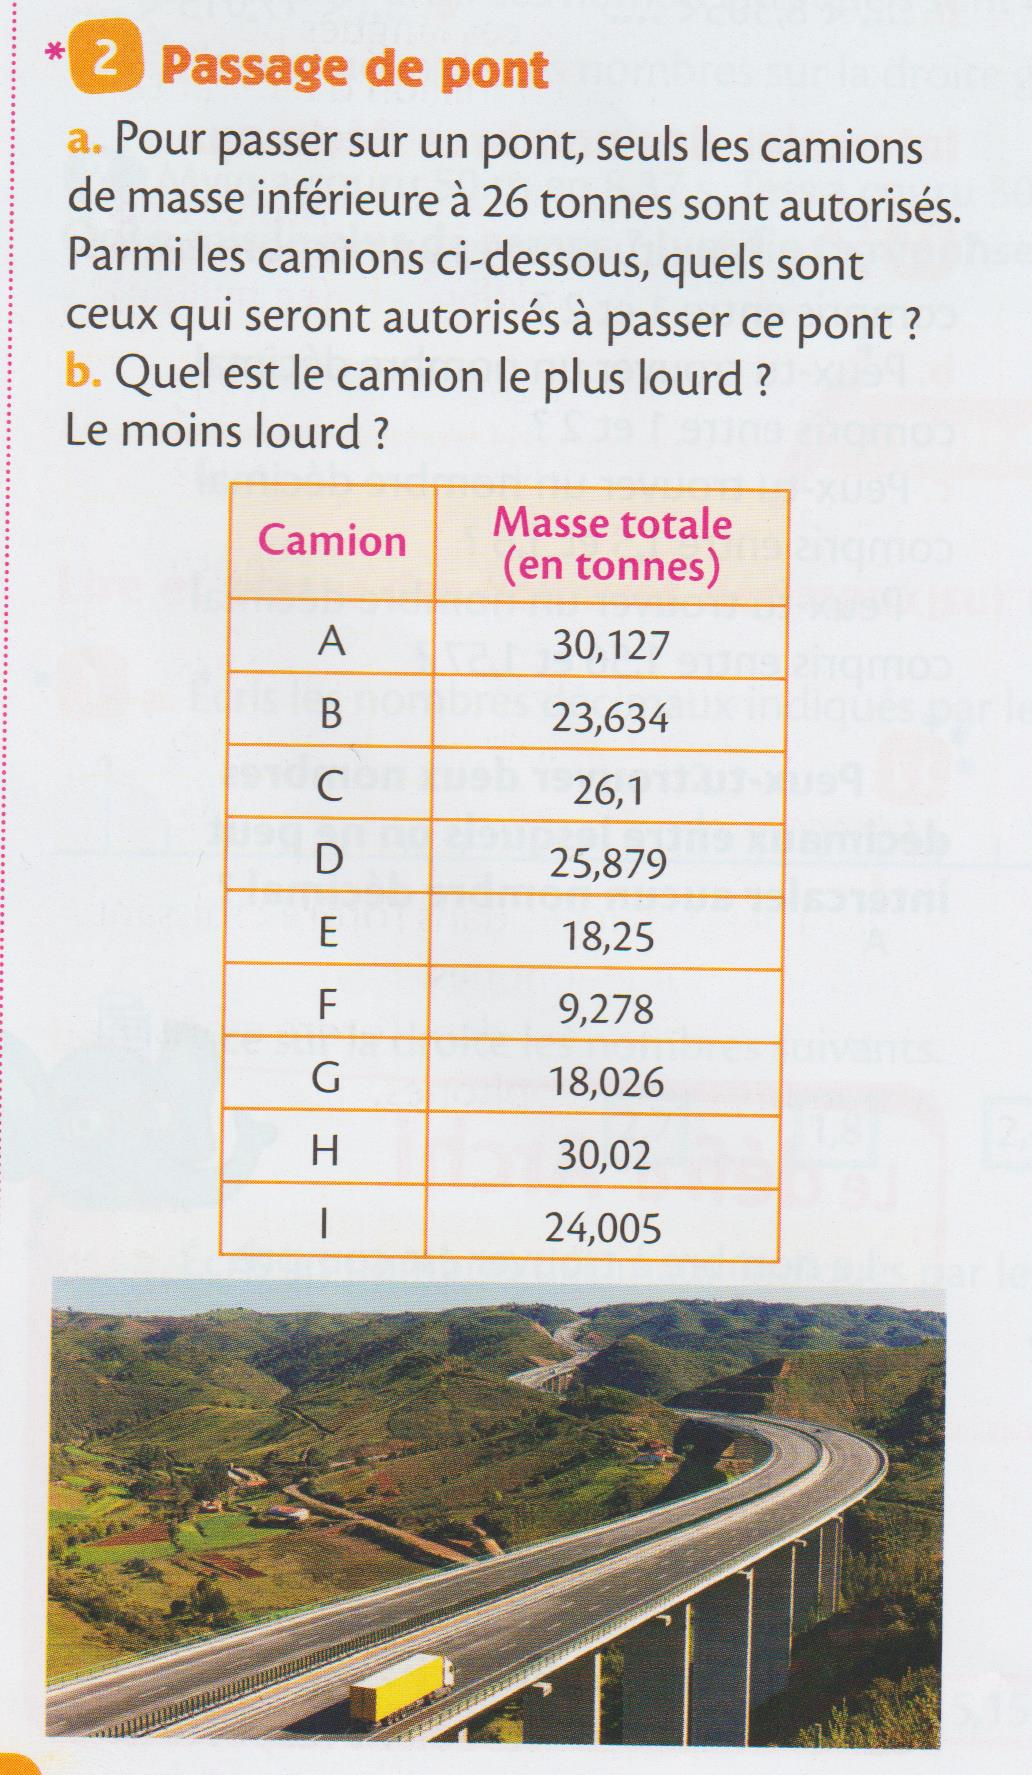 * 2 Passage de pont
a. Pour passer sur un pont, seuls les camions
de masse inférieure à 26 tonnes sont autorisés.
Parmi les camions ci-dessous, quels sont
ceux qui seront autorisés à passer ce pont ?
b. Quel est le camion le plus lourd ?
Le moins lourd ?
Camion Masse totale
(en tonnes)
A 30,127
B 23,634
C 26,1
D 25,879
E 18,25
F 9,278
G 18,026
H 30,02
I 24,005